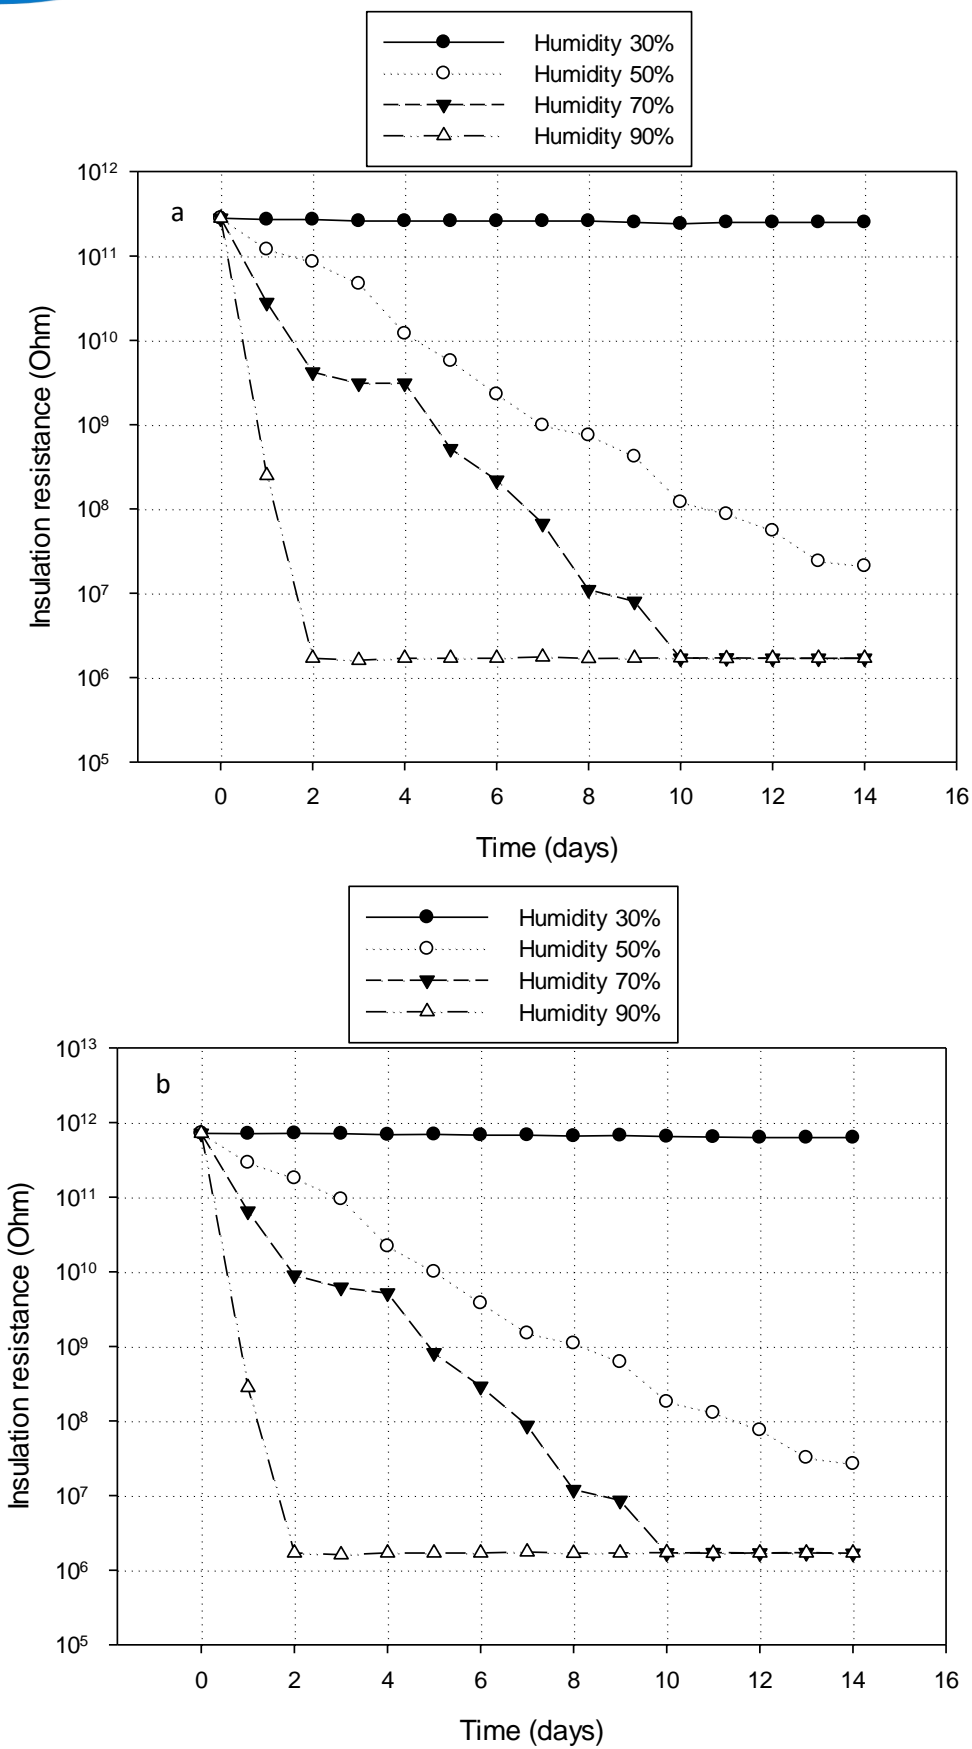 Humidity 30%
Humidity 50%
Humidity 70%
Humidity 90%
a
Insulation resistance (Ohm)
10¹²
10¹¹
10¹⁰
10⁹
10⁸
10⁷
10⁶
10⁵
0 2 4 6 8 10 12 14 16
Time (days)
Humidity 30%
Humidity 50%
Humidity 70%
Humidity 90%
b
Insulation resistance (Ohm)
10¹³
10¹²
10¹¹
10¹⁰
10⁹
10⁸
10⁷
10⁶
10⁵
0 2 4 6 8 10 12 14 16
Time (days)